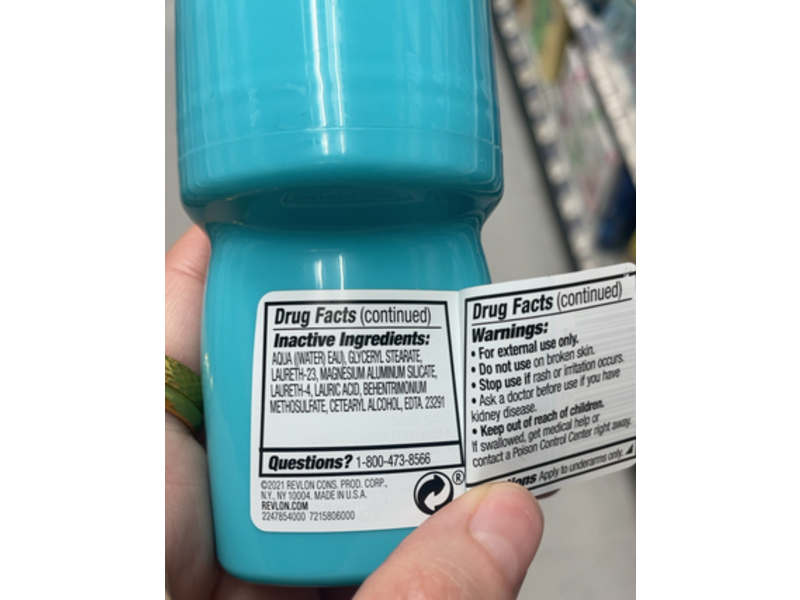 Drug Facts (continued)
Inactive Ingredients:
AQUA ((WATER) EAU), GLYCERYL STEARATE,
LAURETH-23, MAGNESIUM ALUMINUM SILICATE,
LAURETH-4, LAURIC ACID, BEHENTRIMONIUM
METHOSULFATE, CETEARYL ALCOHOL, EDTA. 23291
Questions? 1-800-473-8566
©2021 REVLON CONS. PROD. CORP.,
N.Y., NY 10004. MADE IN U.S.A.
REVLON.COM
2247854000 7215806000
®
Drug Facts (continued)
Warnings:
• For external use only.
• Do not use on broken skin.
• Stop use if rash or irritation occurs.
• Ask a doctor before use if you have
kidney disease.
• Keep out of reach of children.
If swallowed, get medical help or
contact a Poison Control Center right away.
Apply to underarms only.